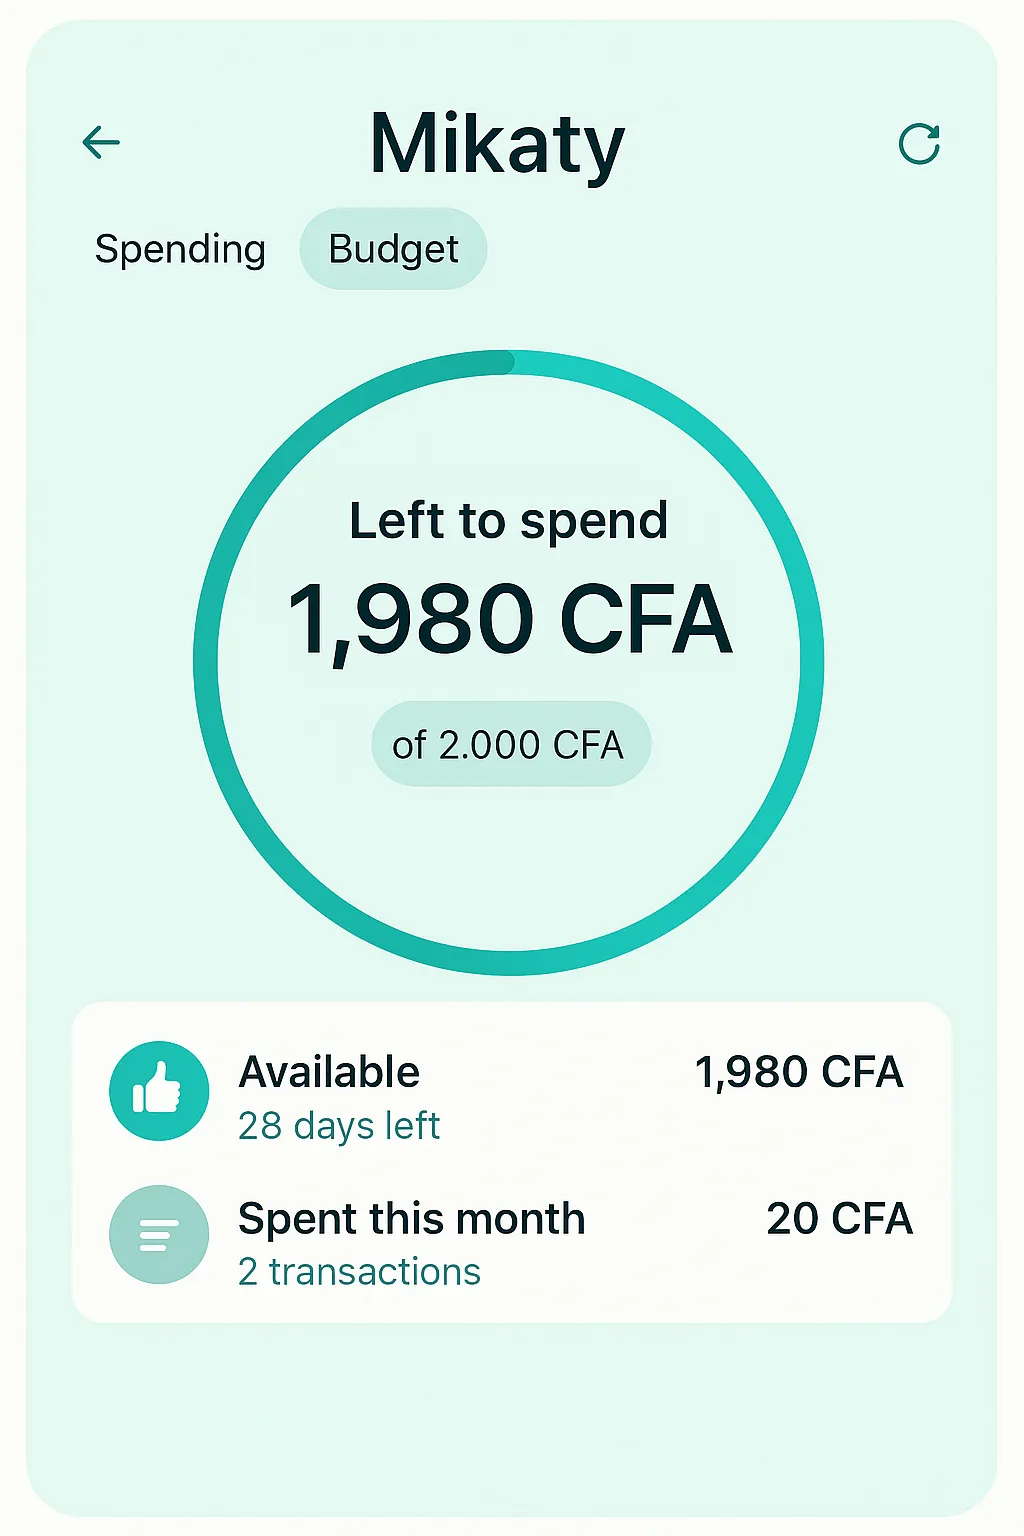 Mikaty
Spending Budget
Left to spend
1,980 CFA
of 2.000 CFA
Available 1,980 CFA
28 days left
Spent this month 20 CFA
2 transactions